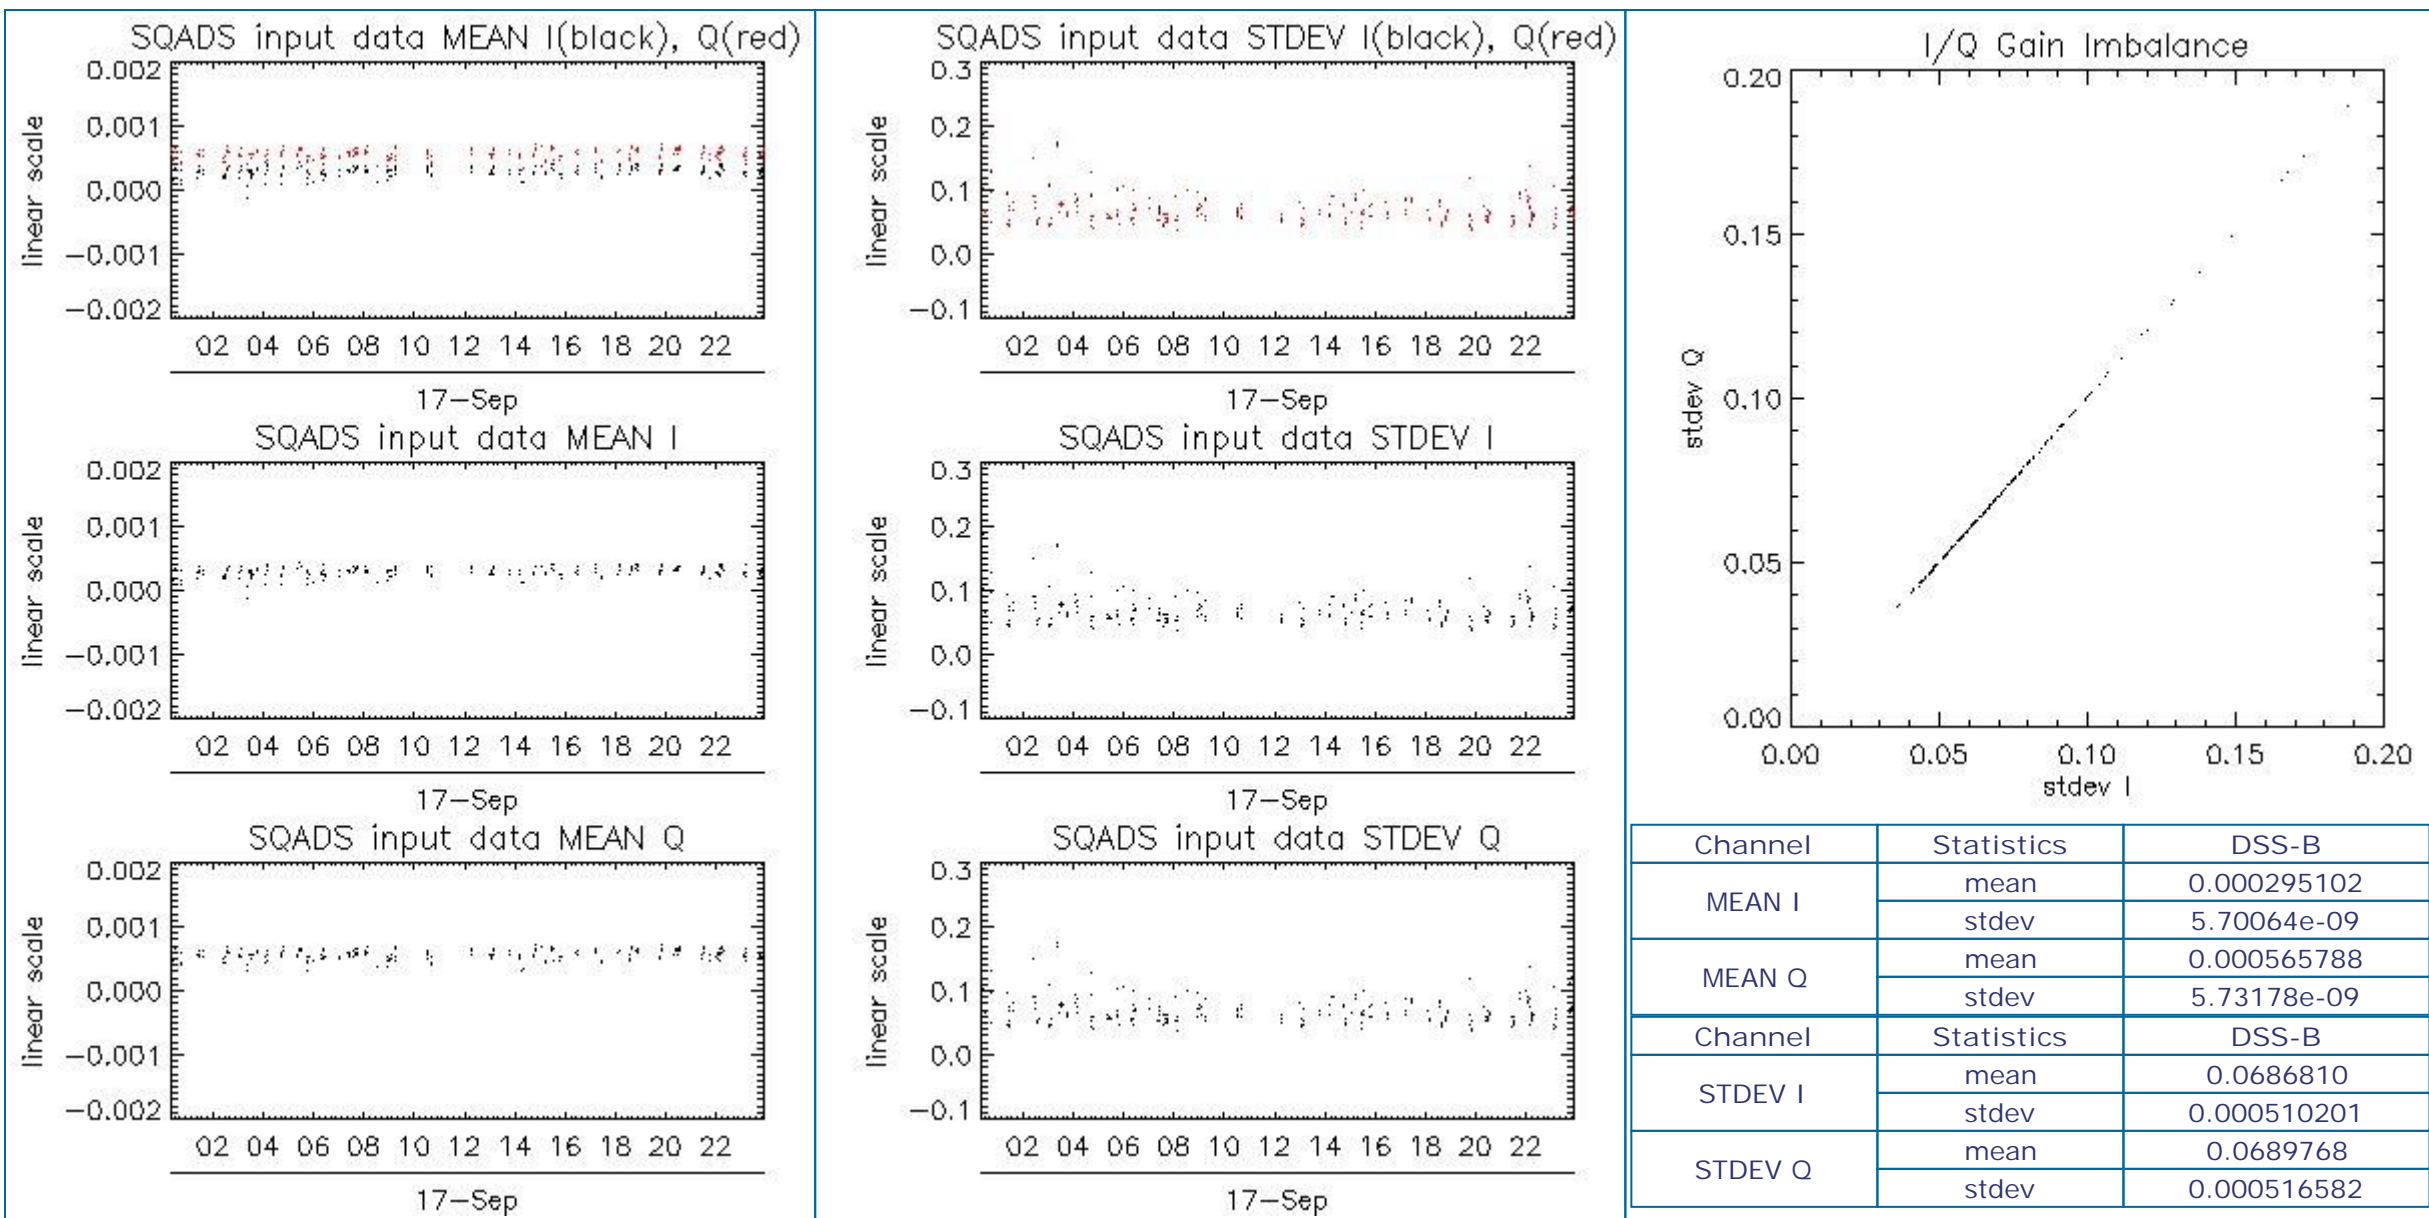 SQADS input data MEAN I(black), Q(red)
0.002
0.001
0.000
−0.001
−0.002
linear scale
02 04 06 08 10 12 14 16 18 20 22
17−Sep
SQADS input data MEAN I
0.002
0.001
0.000
−0.001
−0.002
linear scale
02 04 06 08 10 12 14 16 18 20 22
17−Sep
SQADS input data MEAN Q
0.002
0.001
0.000
−0.001
−0.002
linear scale
02 04 06 08 10 12 14 16 18 20 22
17−Sep
SQADS input data STDEV I(black), Q(red)
0.3
0.2
0.1
0.0
−0.1
linear scale
02 04 06 08 10 12 14 16 18 20 22
17−Sep
SQADS input data STDEV I
0.3
0.2
0.1
0.0
−0.1
linear scale
02 04 06 08 10 12 14 16 18 20 22
17−Sep
SQADS input data STDEV Q
0.3
0.2
0.1
0.0
−0.1
linear scale
02 04 06 08 10 12 14 16 18 20 22
17−Sep
I/Q Gain Imbalance
0.20
0.15
0.10
0.05
0.00
stdev Q
0.00 0.05 0.10 0.15 0.20
stdev I
Channel Statistics DSS-B
MEAN I mean 0.000295102
stdev 5.70064e-09
MEAN Q mean 0.000565788
stdev 5.73178e-09
Channel Statistics DSS-B
STDEV I mean 0.0686810
stdev 0.000510201
STDEV Q mean 0.0689768
stdev 0.000516582